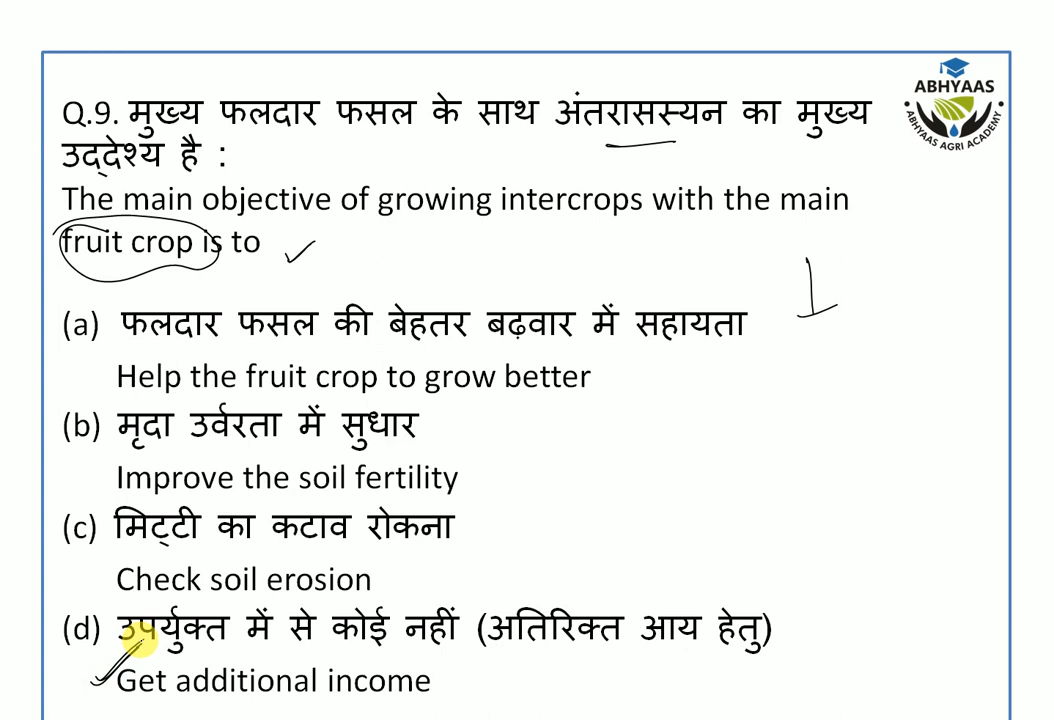 ABHYAAS
ABHYAAS AGRI ACADEMY
Q.9. मुख्य फलदार फसल के साथ अंतरासस्यन का मुख्य
उद्देश्य है :
The main objective of growing intercrops with the main
fruit crop is to
(a) फलदार फसल की बेहतर बढ़वार में सहायता
Help the fruit crop to grow better
(b) मृदा उर्वरता में सुधार
Improve the soil fertility
(c) मिट्टी का कटाव रोकना
Check soil erosion
(d) उपर्युक्त में से कोई नहीं (अतिरिक्त आय हेतु)
Get additional income